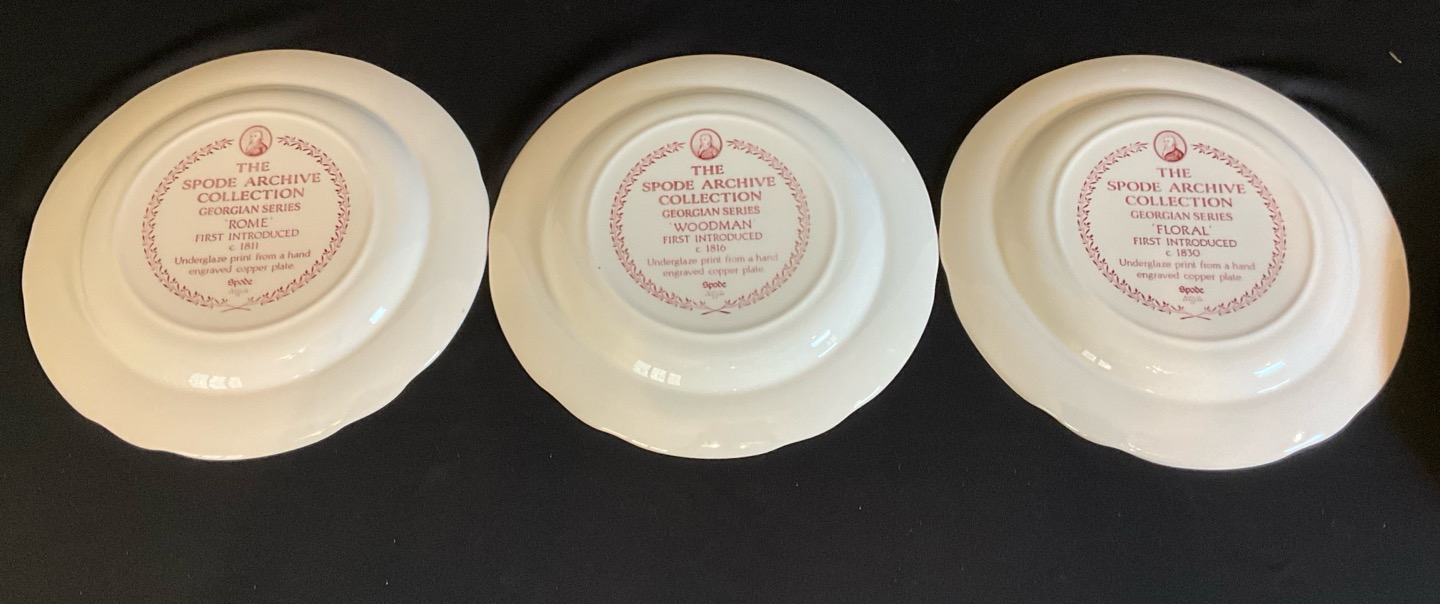 THE
SPODE ARCHIVE
COLLECTION
GEORGIAN SERIES
'ROME'
FIRST INTRODUCED
c 1811
Underglaze print from a hand
engraved copper plate.
Spode
THE
SPODE ARCHIVE
COLLECTION
GEORGIAN SERIES
'WOODMAN'
FIRST INTRODUCED
c 1816
Underglaze print from a hand
engraved copper plate.
Spode
THE
SPODE ARCHIVE
COLLECTION
GEORGIAN SERIES
'FLORAL'
FIRST INTRODUCED
c 1830
Underglaze print from a hand
engraved copper plate.
Spode